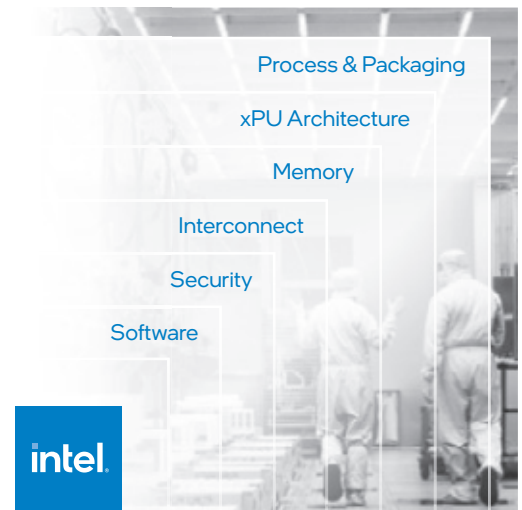 Process & Packaging
xPU Architecture
Memory
Interconnect
Security
Software
intel.